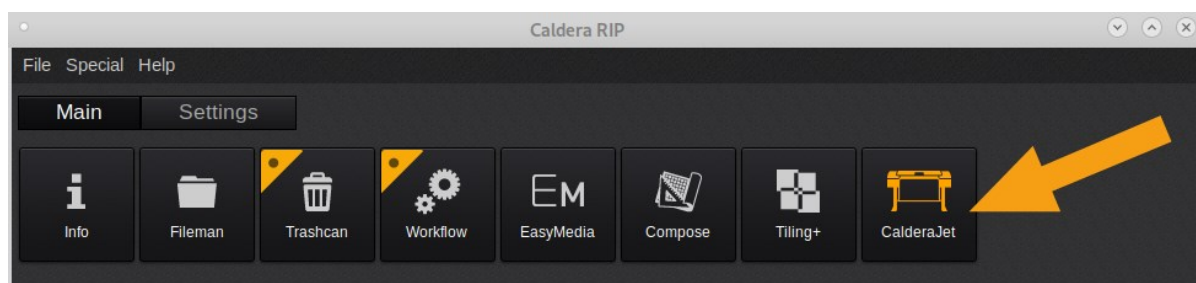 Caldera RIP
File Special Help
Main Settings
Info Fileman Trashcan Workflow EasyMedia Compose Tiling+ CalderaJet